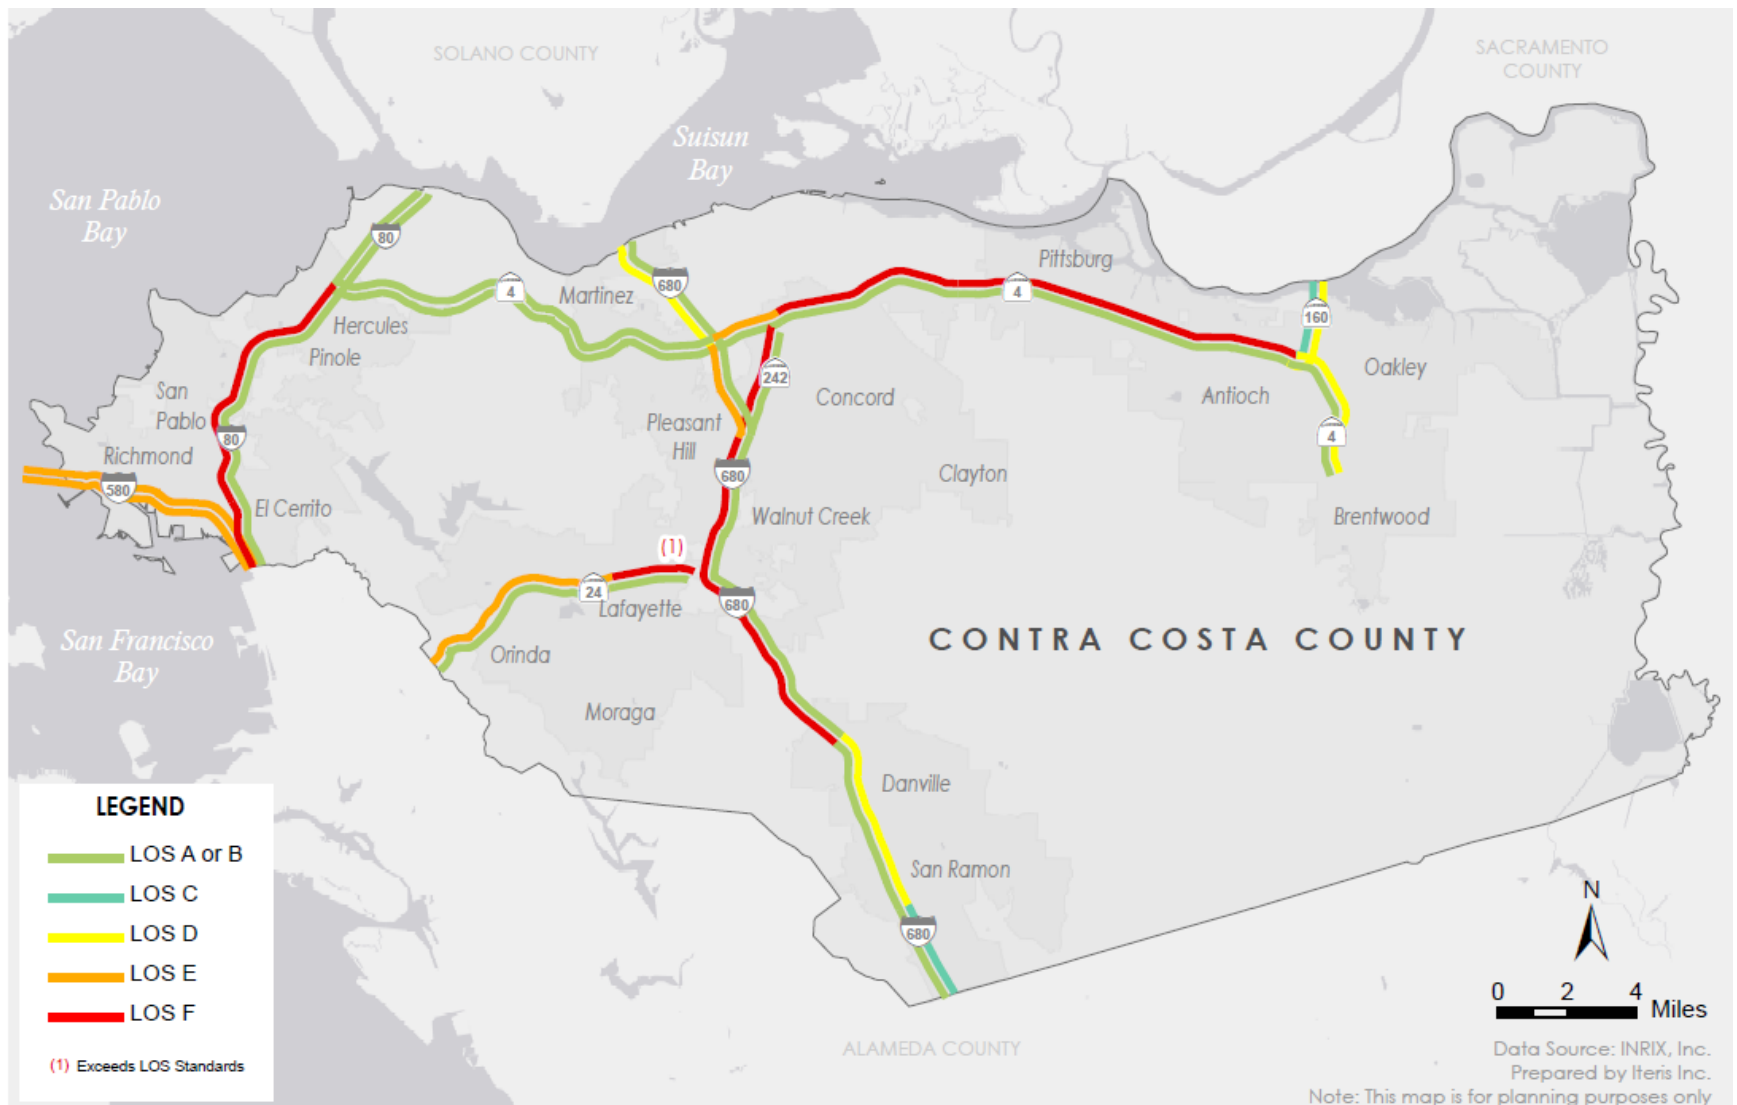 SOLANO COUNTY
SACRAMENTO
COUNTY
Suisun
Bay
San Pablo
Bay
80
Pittsburg
680
4
Martinez
4
160
Hercules
Pinole
Oakley
242
San
Pablo
Concord
Antioch
Pleasant
Hill
80
4
Richmond
680
Clayton
580
El Cerrito
Walnut Creek
Brentwood
(1)
24
680
Lafayette
CONTRA COSTA COUNTY
San Francisco
Bay
Orinda
Moraga
Danville
San Ramon
680
LEGEND
LOS A or B
LOS C
LOS D
LOS E
LOS F
(1) Exceeds LOS Standards
N
0 2 4
Miles
ALAMEDA COUNTY
Data Source: INRIX, Inc.
Prepared by Iteris Inc.
Note: This map is for planning purposes only